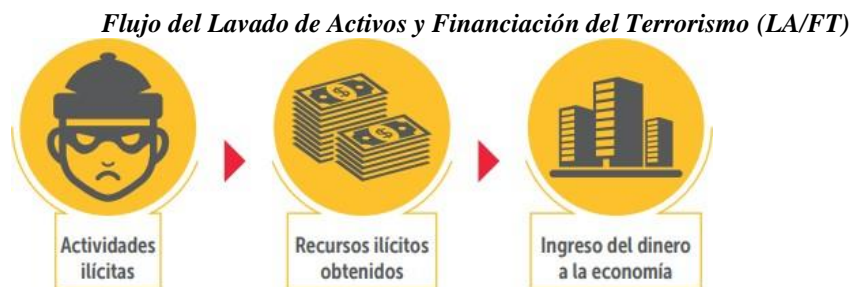 Flujo del Lavado de Activos y Financiación del Terrorismo (LA/FT)
Actividades
ilícitas
Recursos ilícitos
obtenidos
Ingreso del dinero
a la economía